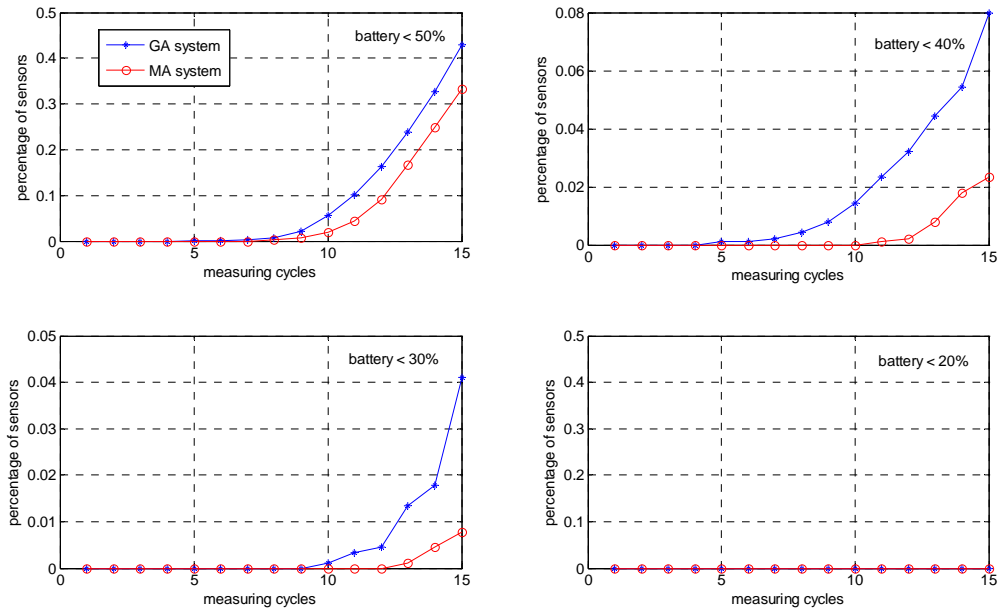 0.5
0.4
0.3
0.2
0.1
0
percentage of sensors
GA system
MA system
battery < 50%
0
5
10
15
measuring cycles
0.08
0.06
0.04
0.02
0
percentage of sensors
battery < 40%
0
5
10
15
measuring cycles
0.05
0.04
0.03
0.02
0.01
0
percentage of sensors
battery < 30%
0
5
10
15
measuring cycles
0.5
0.4
0.3
0.2
0.1
0
percentage of sensors
battery < 20%
0
5
10
15
measuring cycles